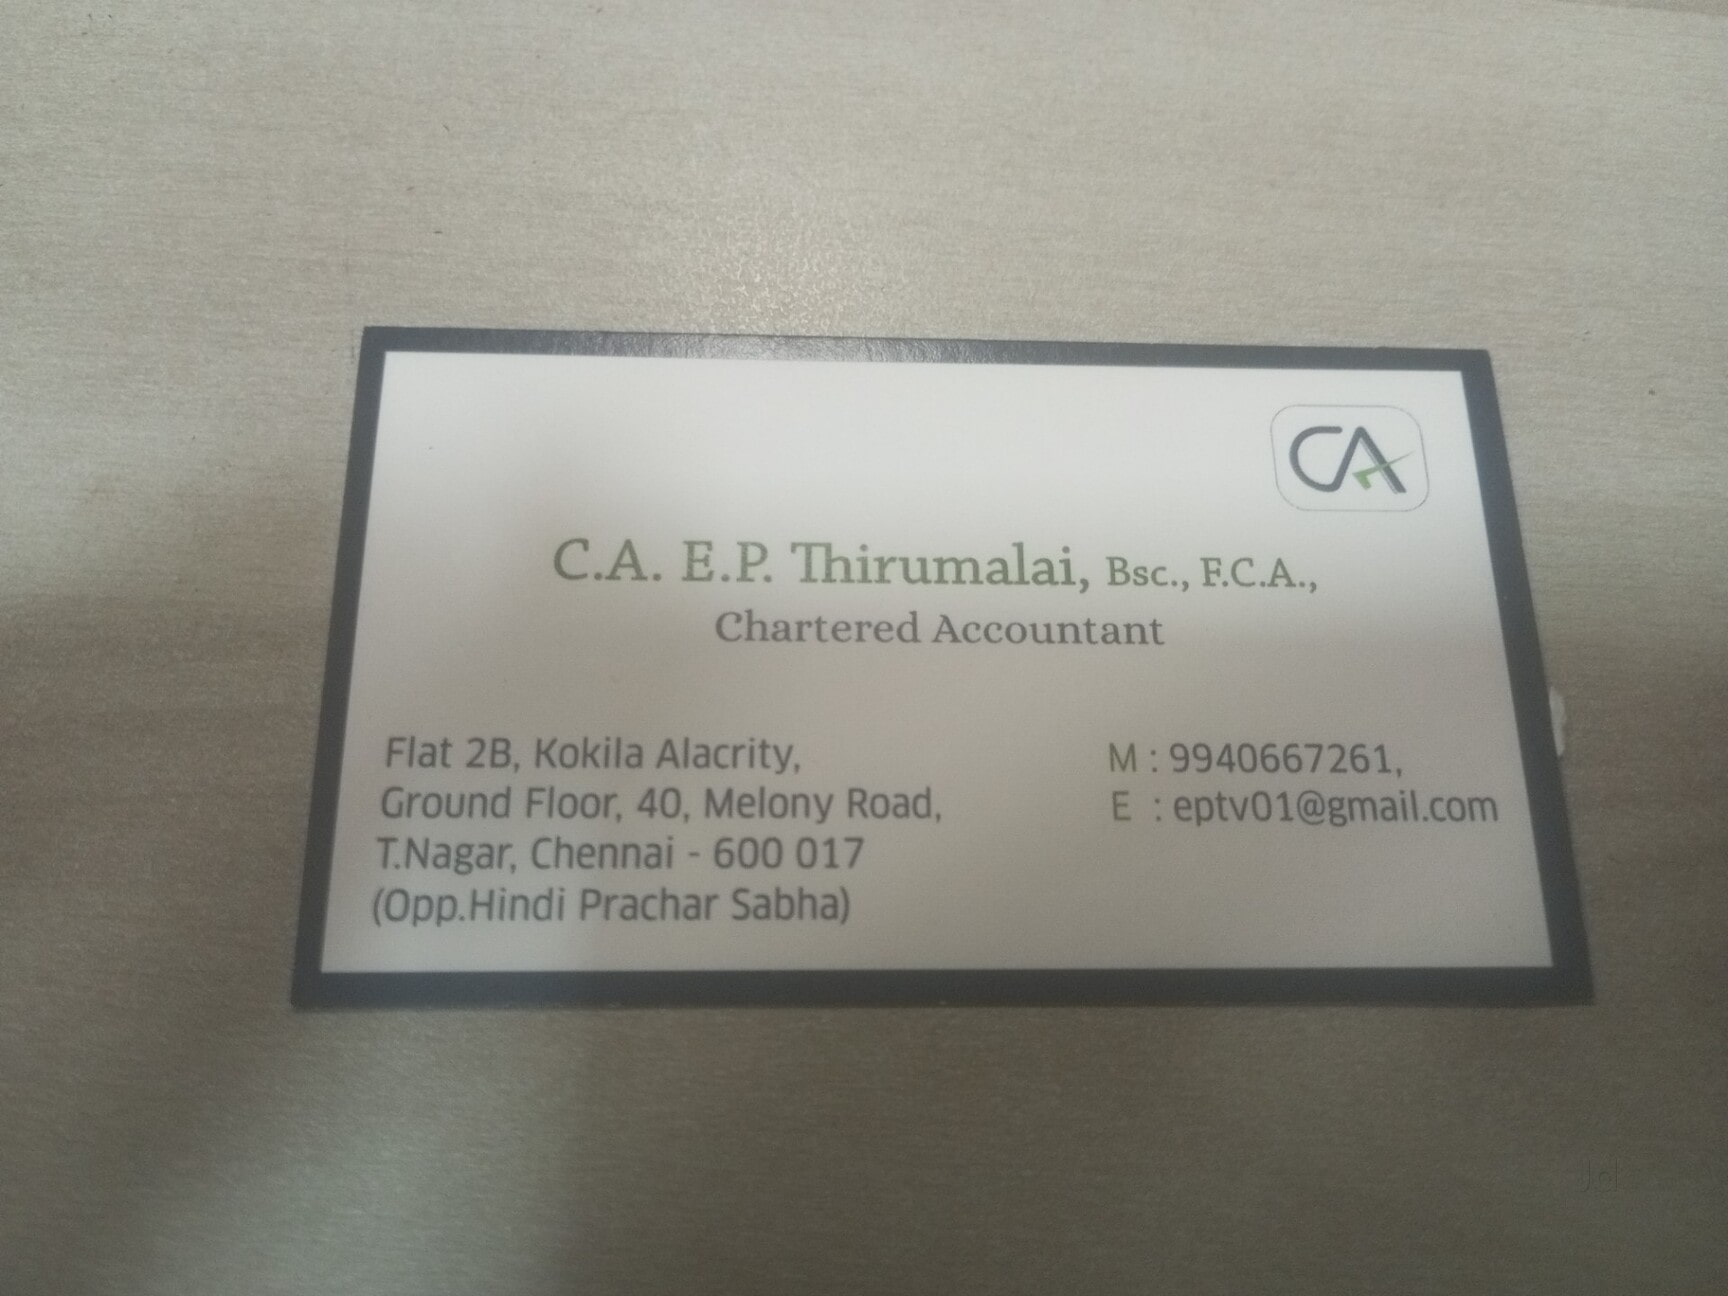 CA
C.A. E.P. Thirumalai, Bsc., F.C.A.,
Chartered Accountant
Flat 2B, Kokila Alacrity,
Ground Floor, 40, Melony Road,
T.Nagar, Chennai - 600 017
(Opp.Hindi Prachar Sabha)
M : 9940667261,
E : eptv01@gmail.com
Jd